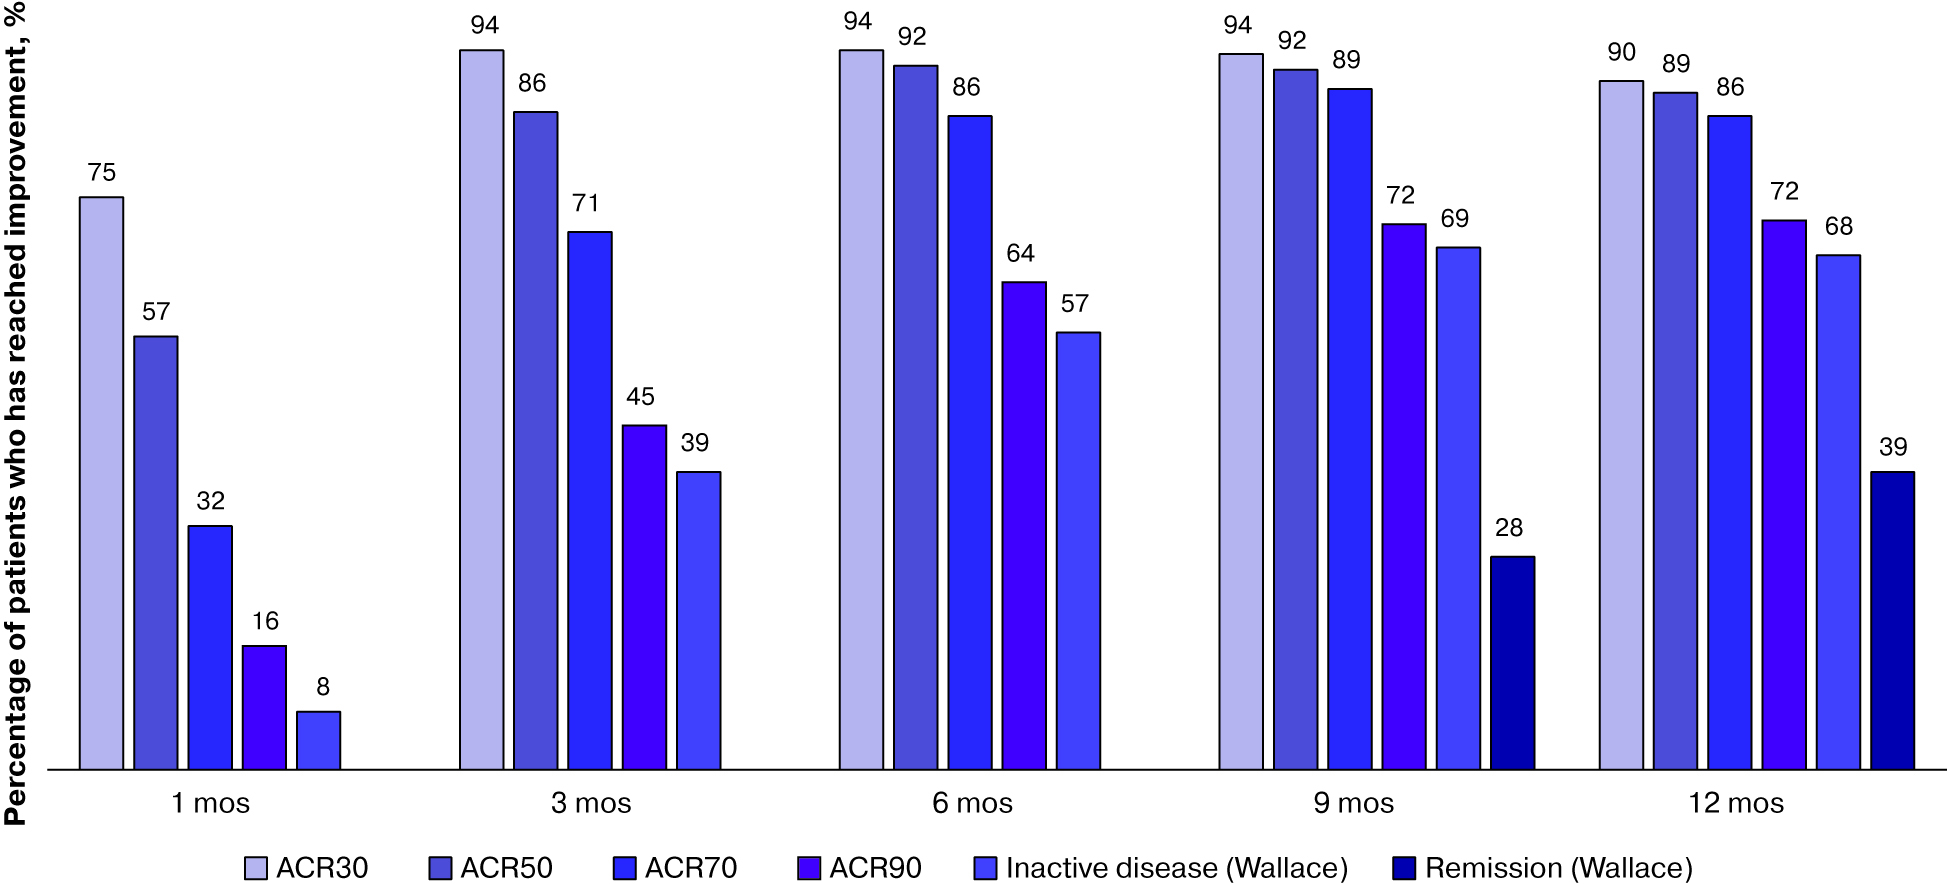 Percentage of patients who has reached improvement, %
75
57
32
16
8
94
86
71
45
39
94
92
86
64
57
94
92
89
72
69
28
90
89
86
72
68
39
1 mos
3 mos
6 mos
9 mos
12 mos
ACR30
ACR50
ACR70
ACR90
Inactive disease (Wallace)
Remission (Wallace)